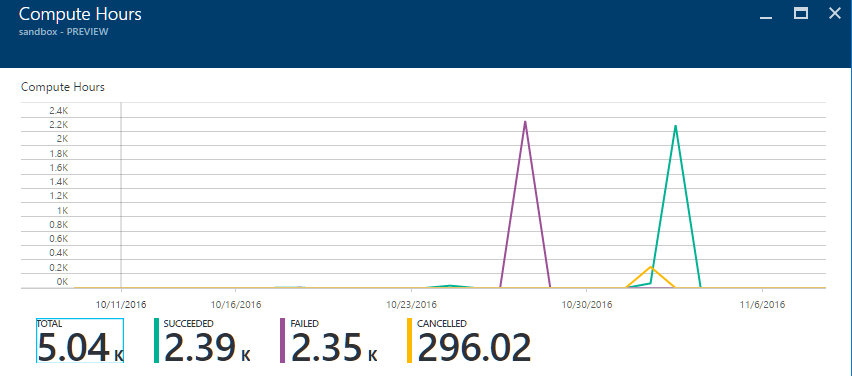 Compute Hours
sandbox - PREVIEW
Compute Hours
2.4K
2.2K
2K
1.8K
1.6K
1.4K
1.2K
1K
0.8K
0.6K
0.4K
0.2K
0K
10/11/2016 10/16/2016 10/23/2016 10/30/2016 11/6/2016
TOTAL SUCCEEDED FAILED CANCELLED
5.04 K 2.39 K 2.35 K 296.02